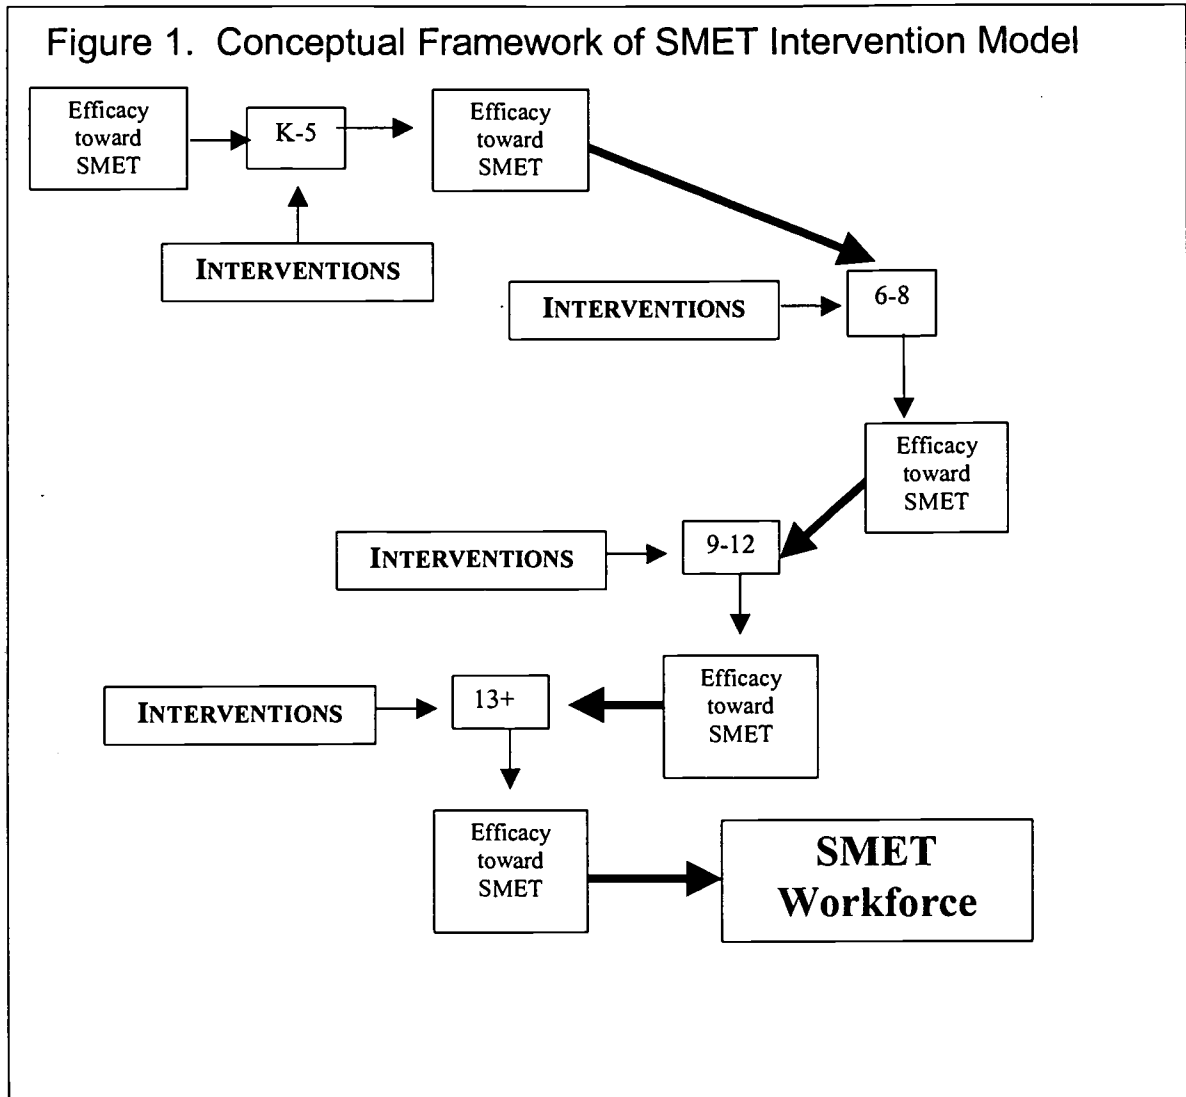 Figure 1. Conceptual Framework of SMET Intervention Model
Efficacy
toward
SMET
K-5
Efficacy
toward
SMET
INTERVENTIONS
INTERVENTIONS
6-8
Efficacy
toward
SMET
INTERVENTIONS
9-12
Efficacy
toward
SMET
INTERVENTIONS
13+
Efficacy
toward
SMET
SMET
Workforce